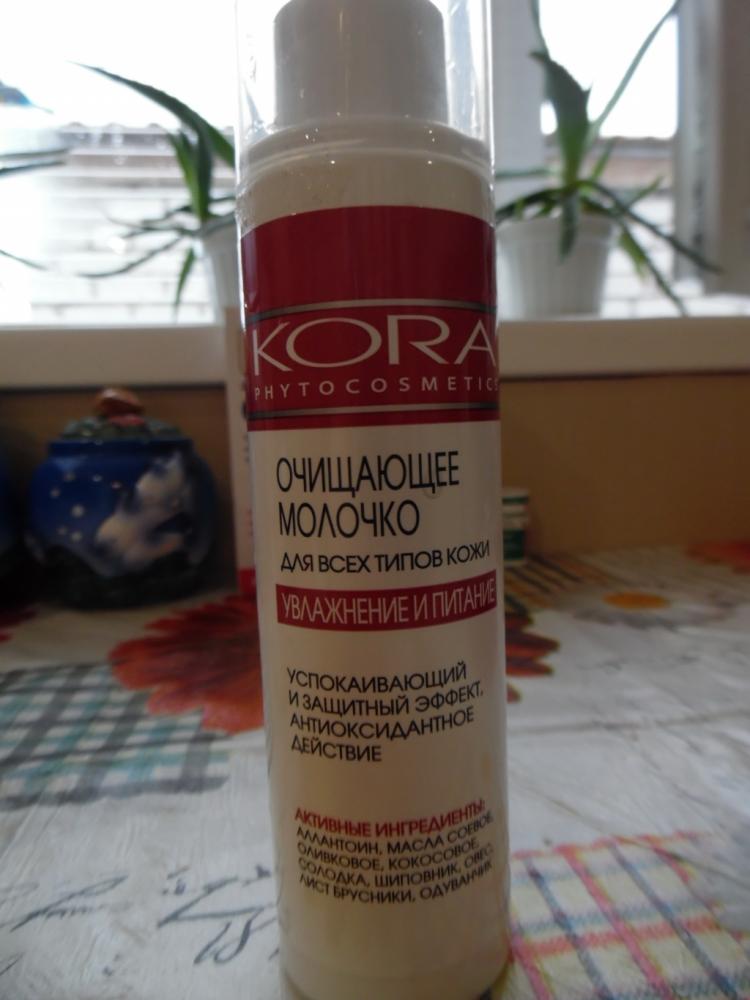 KORA
PHYTOCOSMETICS
ОЧИЩАЮЩЕЕ
МОЛОЧКО
ДЛЯ ВСЕХ ТИПОВ КОЖИ
УВЛАЖНЕНИЕ И ПИТАНИЕ
УСПОКАИВАЮЩИЙ
И ЗАЩИТНЫЙ ЭФФЕКТ,
АНТИОКСИДАНТНОЕ
ДЕЙСТВИЕ
АКТИВНЫЕ ИНГРЕДИЕНТЫ:
АЛЛАНТОИН, МАСЛА СОЕВОЕ,
ОЛИВКОВОЕ, КОКОСОВОЕ,
СОЛОДКА, ШИПОВНИК, ОВЕС,
ЛИСТ БРУСНИКИ, ОДУВАНЧИК